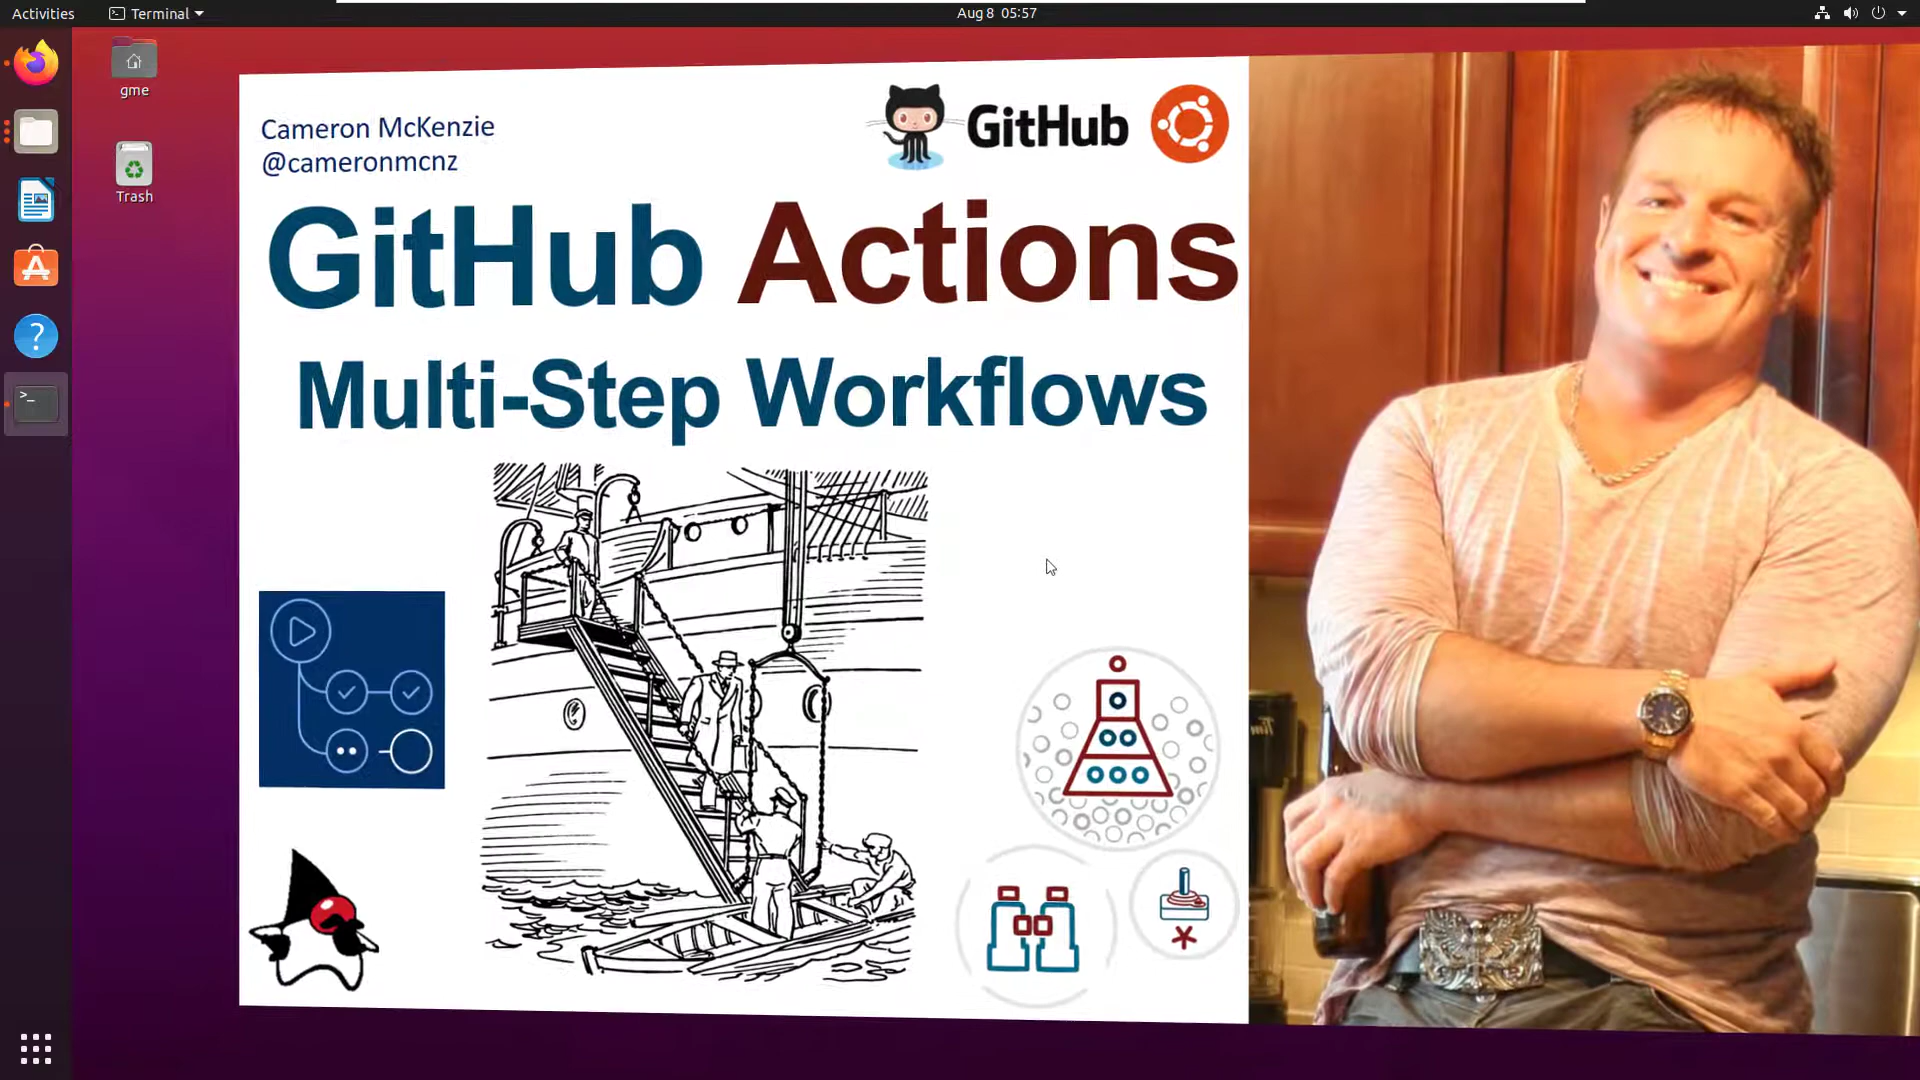 Activities
Terminal
Aug 8 05:57
gme
Trash
Cameron McKenzie
@cameronmcnz
GitHub
GitHub Actions
Multi-Step Workflows